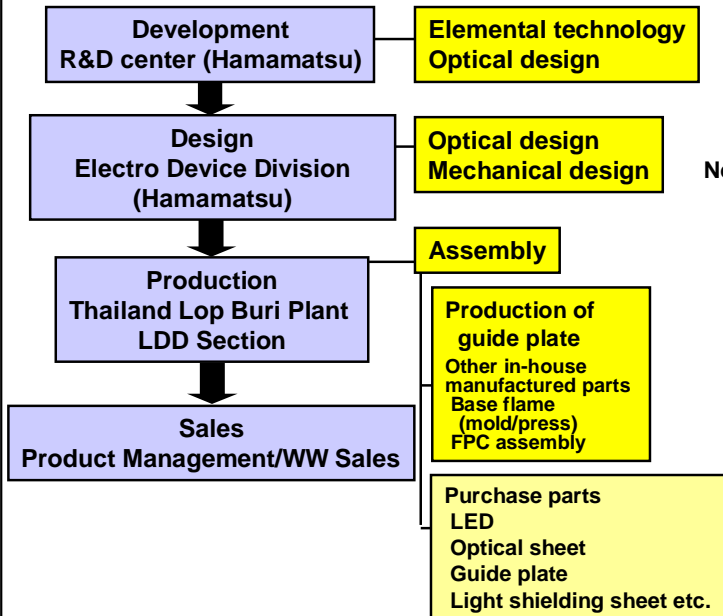 Development
R&D center (Hamamatsu)
Elemental technology
Optical design
Design
Electro Device Division
(Hamamatsu)
Optical design
Mechanical design
Production
Thailand Lop Buri Plant
LDD Section
Assembly
Production of
guide plate
Other in-house
manufactured parts
Base flame
(mold/press)
FPC assembly
Sales
Product Management/WW Sales
Purchase parts
LED
Optical sheet
Guide plate
Light shielding sheet etc.